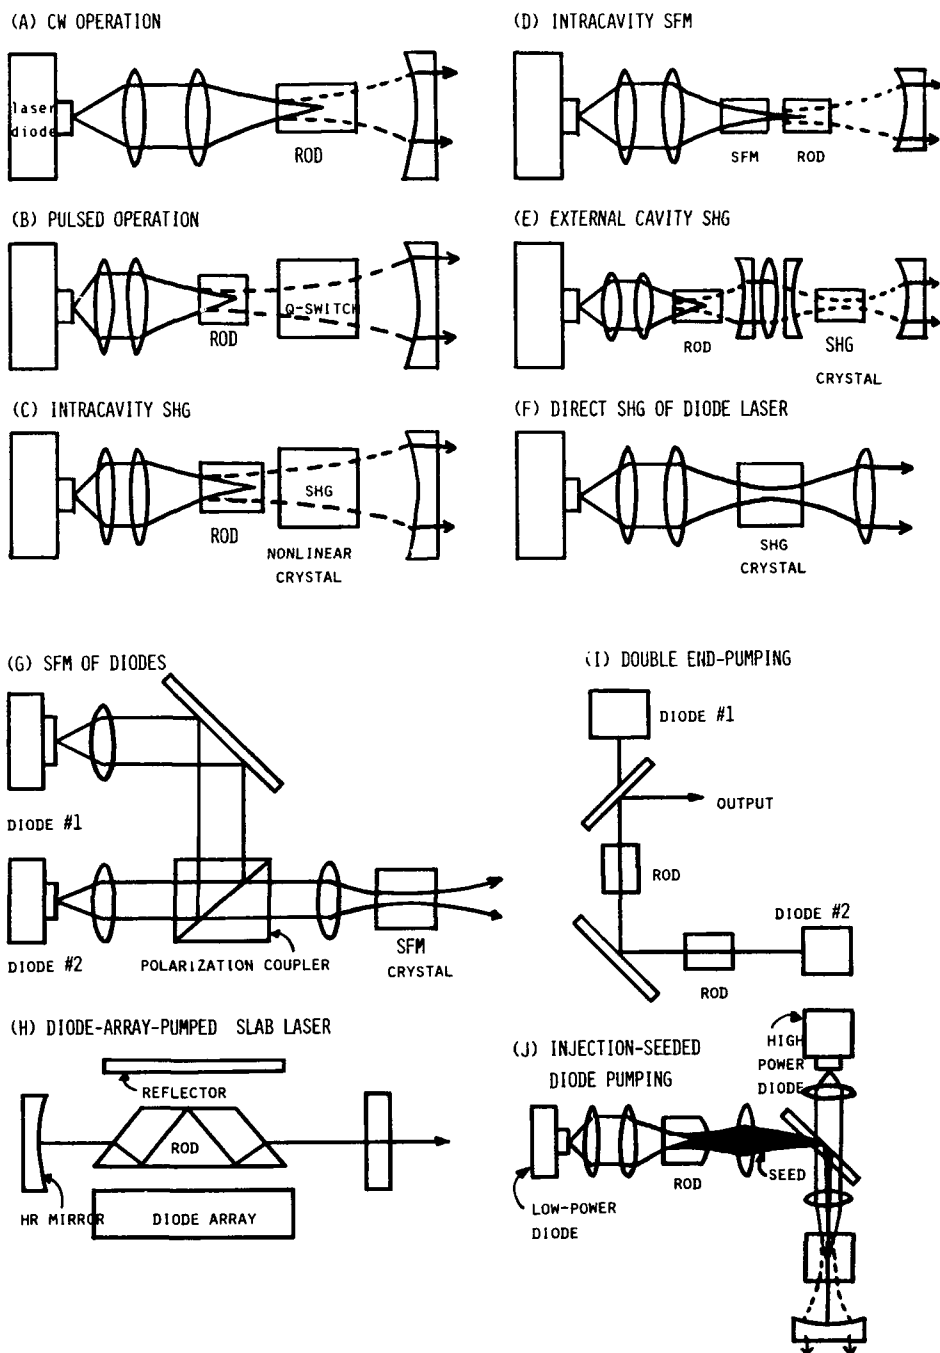 (A) CW OPERATION
laser
diode
ROD
(B) PULSED OPERATION
ROD
Q-SWITCH
(C) INTRACAVITY SHG
ROD
SHG
NONLINEAR
CRYSTAL
(D) INTRACAVITY SFM
SFM
ROD
(E) EXTERNAL CAVITY SHG
ROD
SHG
CRYSTAL
(F) DIRECT SHG OF DIODE LASER
SHG
CRYSTAL
(G) SFM OF DIODES
DIODE #1
DIODE #2
POLARIZATION COUPLER
SFM
CRYSTAL
(H) DIODE-ARRAY-PUMPED SLAB LASER
REFLECTOR
ROD
HR MIRROR
DIODE ARRAY
(I) DOUBLE END-PUMPING
DIODE #1
OUTPUT
ROD
DIODE #2
ROD
(J) INJECTION-SEEDED
DIODE PUMPING
HIGH
POWER
DIODE
ROD
SEED
LOW-POWER
DIODE